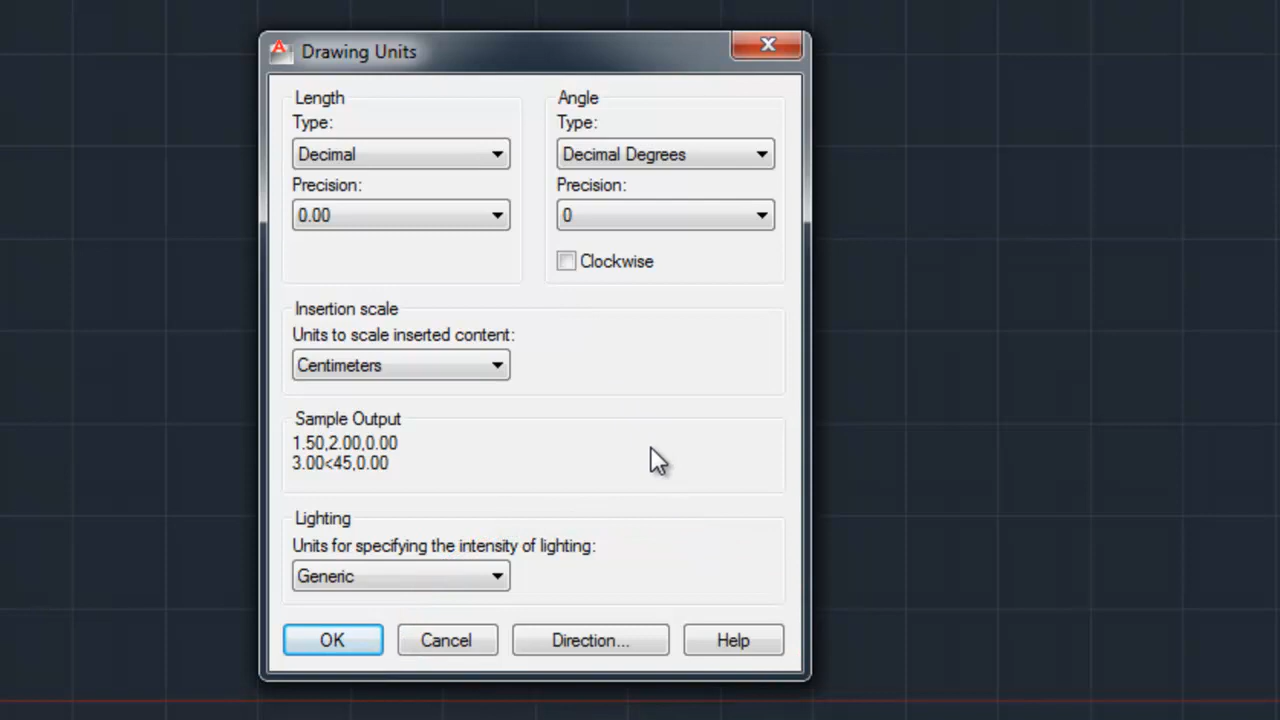 Drawing Units
Length
Type:
Decimal
Precision:
0.00
Angle
Type:
Decimal Degrees
Precision:
0
Clockwise
Insertion scale
Units to scale inserted content:
Centimeters
Sample Output
1.50,2.00,0.00
3.00<45,0.00
Lighting
Units for specifying the intensity of lighting:
Generic
OK
Cancel
Direction...
Help